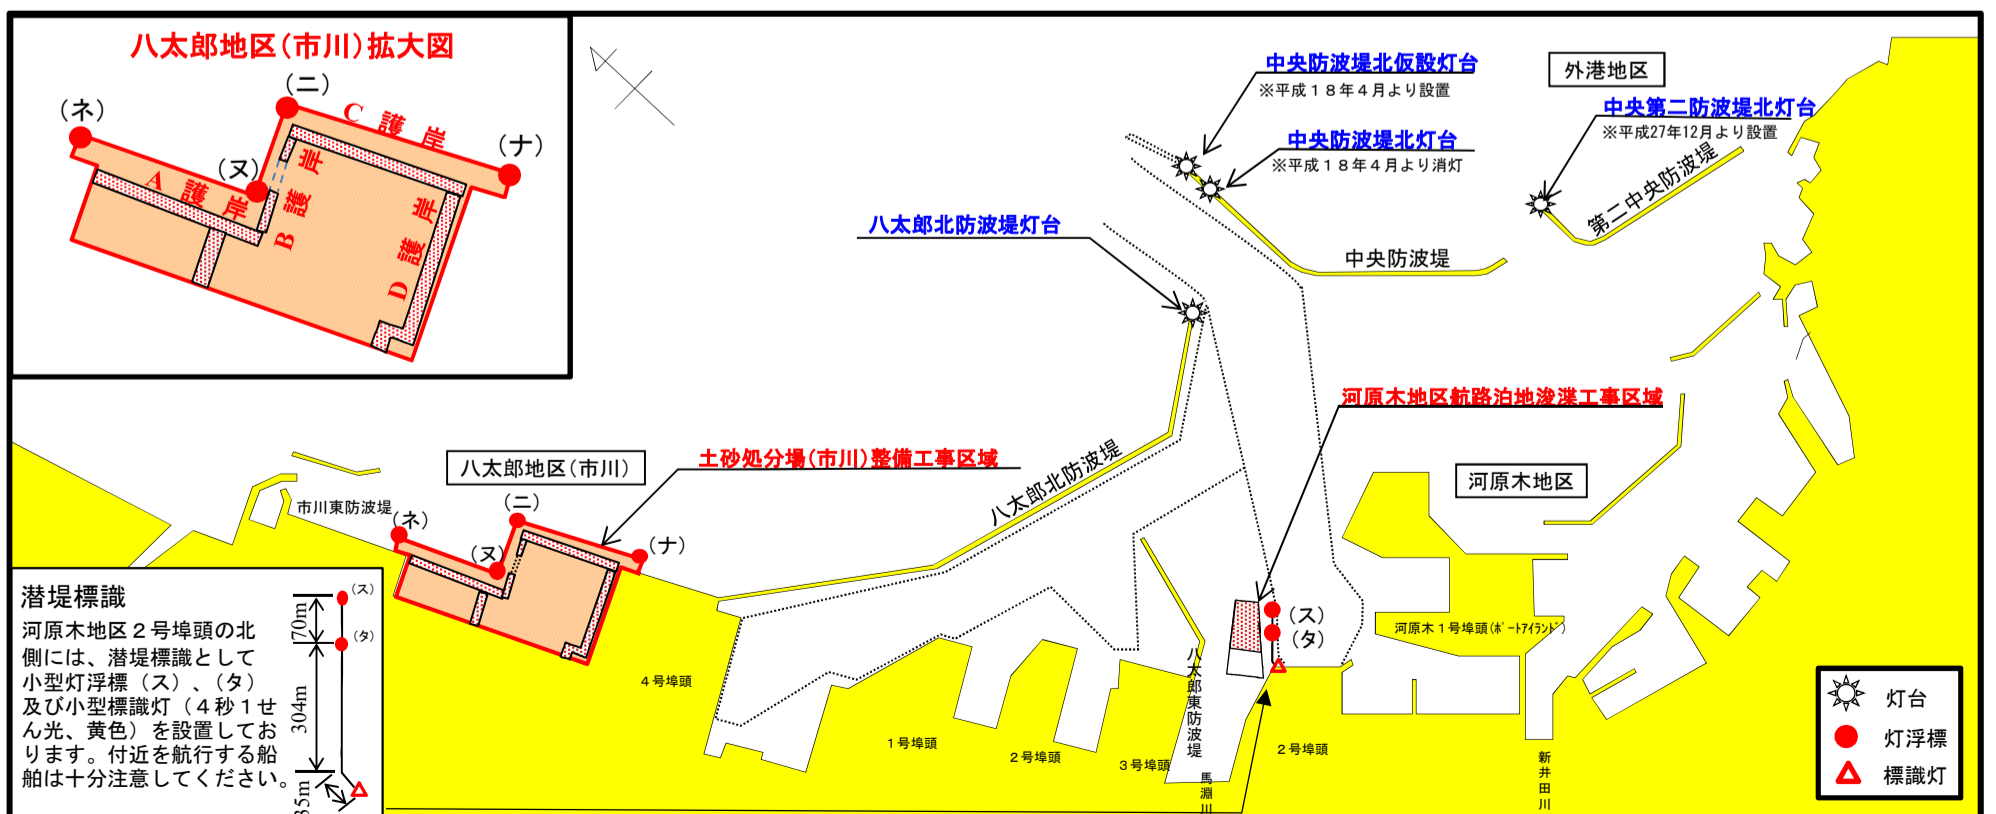 八太郎地区(市川)拡大図
(ネ)
(ニ)
(ヌ)
(ナ)
A 護 岸
B 護 岸
C 護 岸
D 護 岸
中央防波堤北仮設灯台
※平成18年4月より設置
中央防波堤北灯台
※平成18年4月より消灯
八太郎北防波堤灯台
外港地区
中央第二防波堤北灯台
※平成27年12月より設置
第二中央防波堤
中央防波堤
河原木地区航路泊地浚渫工事区域
八太郎地区(市川)
土砂処分場(市川)整備工事区域
八太郎北防波堤
河原木地区
市川東防波堤
(ネ)
(ニ)
(ヌ)
(ナ)
(ス)
(タ)
河原木1号埠頭(ポートアイランド)
4号埠頭
1号埠頭
2号埠頭
3号埠頭
八太郎東防波堤
馬淵川
2号埠頭
新井田川
潜堤標識
河原木地区2号埠頭の北
側には、潜堤標識として
小型灯浮標(ス)、(タ)
及び小型標識灯(4秒1せ
ん光、黄色)を設置してお
ります。付近を航行する船
舶は十分注意してください。
(ス)
70m
(タ)
304m
35m
灯台
灯浮標
標識灯